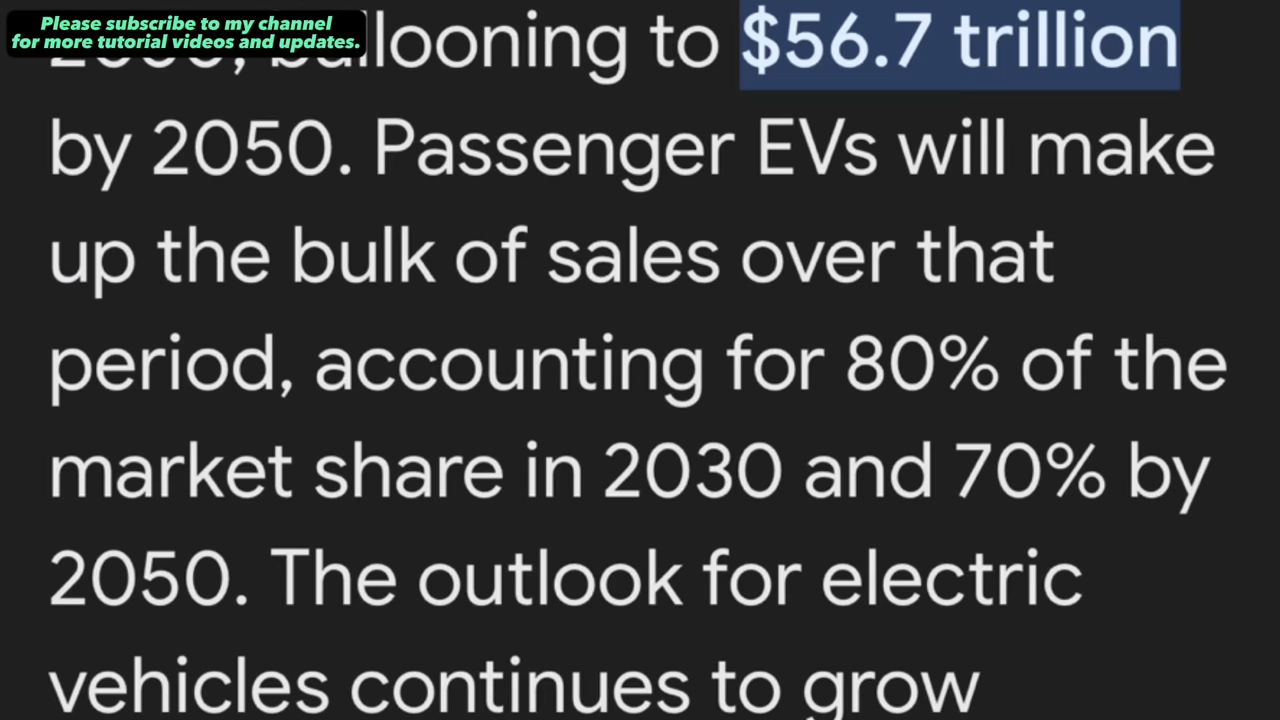 Please subscribe to my channel
for more tutorial videos and updates.
ballooning to $56.7 trillion
by 2050. Passenger EVs will make
up the bulk of sales over that
period, accounting for 80% of the
market share in 2030 and 70% by
2050. The outlook for electric
vehicles continues to grow